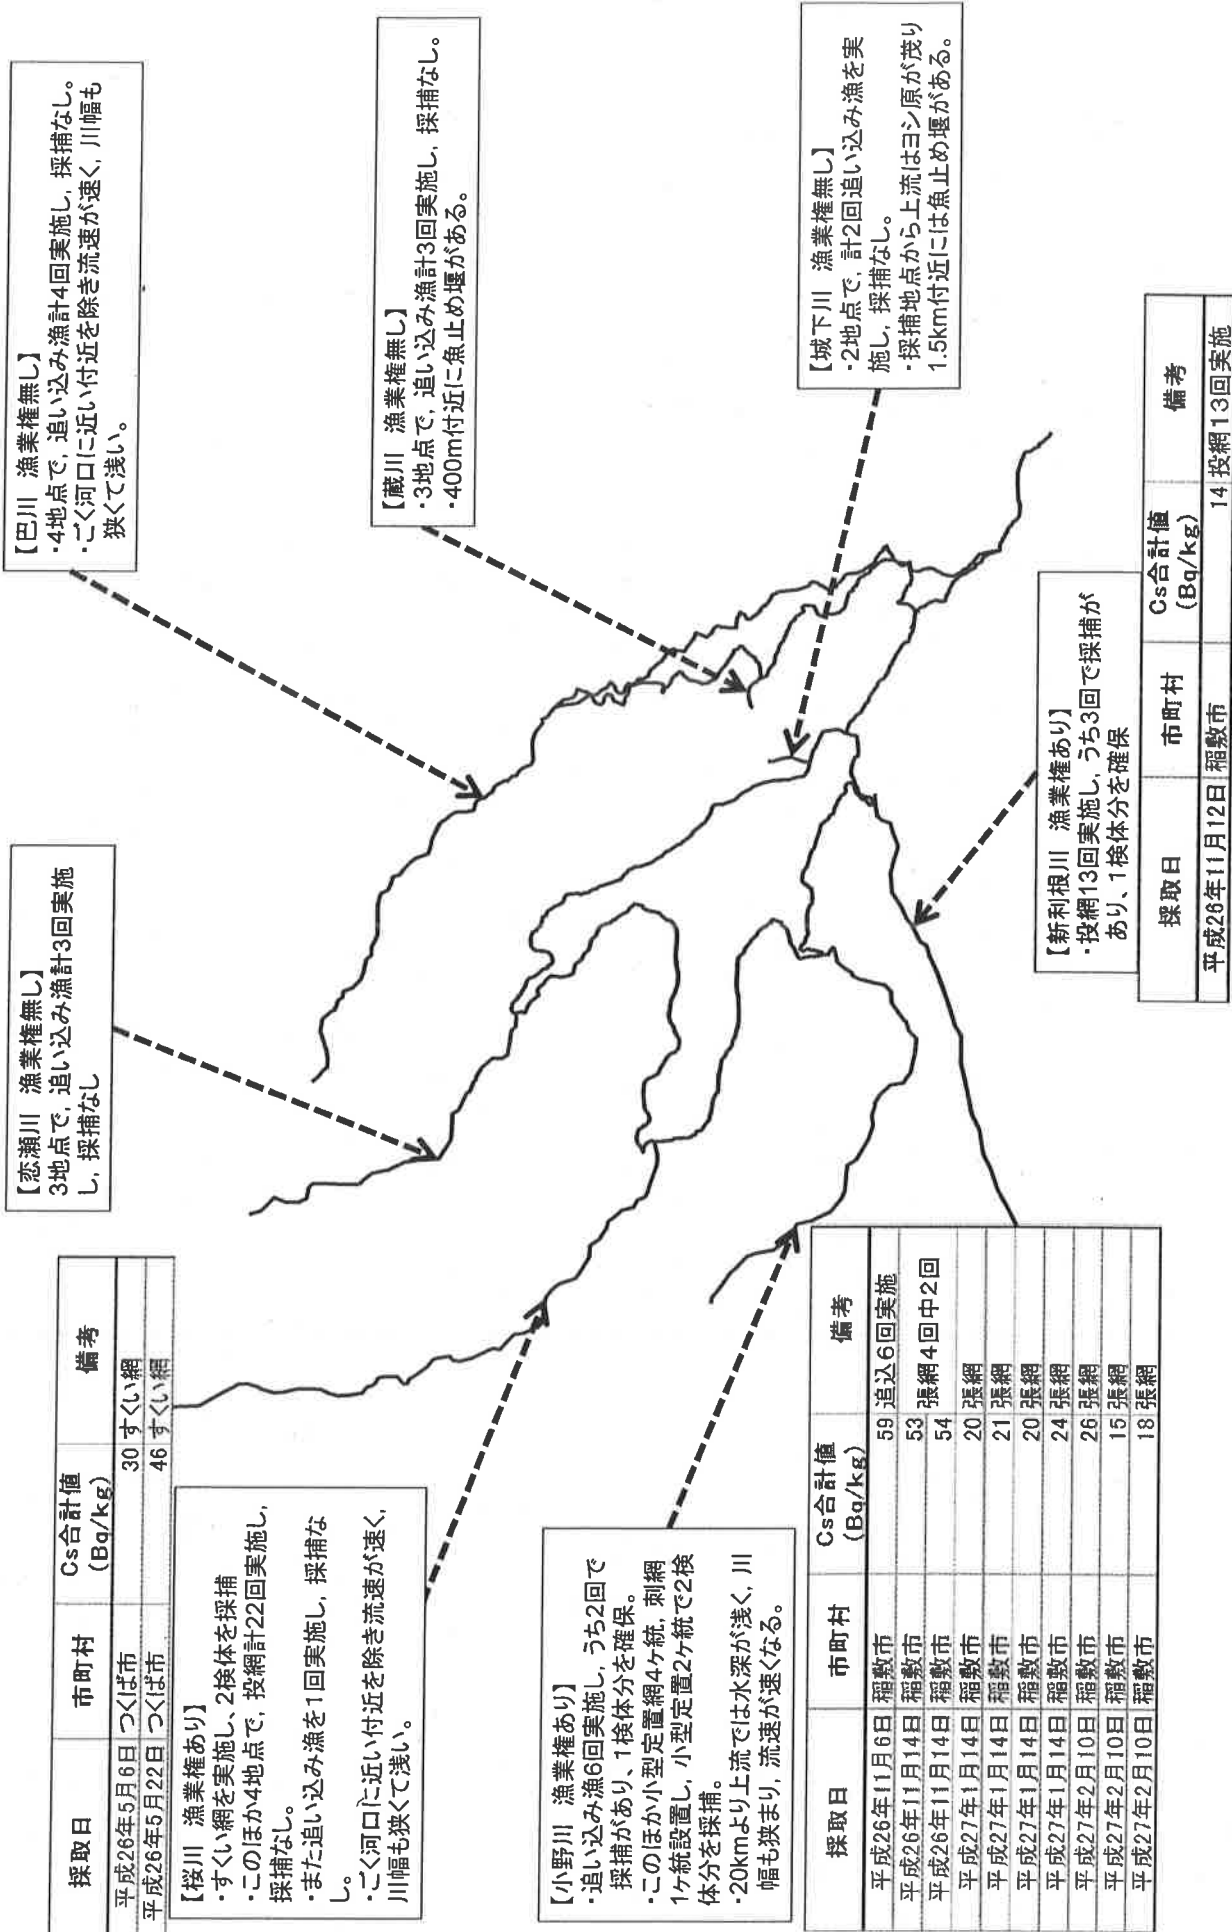 採取日 市町村 Cs合計値 備考
(Bq/kg)
平成26年5月6日 つくば市 30 すくい網
平成26年5月22日 つくば市 46 すくい網
【桜川　漁業権あり】
・すくい網を実施し、2検体を採捕
・このほか4地点で, 投網計22回実施し,
採捕なし。
・また追い込み漁を1回実施し, 採捕な
し。
・ごく河口に近い付近を除き流速が速く,
川幅も狭くて浅い。
【恋瀬川　漁業権無し】
3地点で, 追い込み漁計3回実施
し, 採捕なし
【巴川　漁業権無し】
・4地点で, 追い込み漁計4回実施し, 採捕なし。
・ごく河口に近い付近を除き流速が速く, 川幅も
狭くて浅い。
【蔵川　漁業権無し】
・3地点で, 追い込み漁計3回実施し, 採捕なし。
・400m付近に魚止め堰がある。
【城下川　漁業権無し】
・2地点で, 計2回追い込み漁を実
施し, 採捕なし。
・採捕地点から上流はヨシ原が茂り
1.5km付近には魚止め堰がある。
【小野川　漁業権あり】
・追い込み漁6回実施し, うち2回で
採捕があり、1検体分を確保。
・このほか小型定置網4ヶ統, 刺網
1ヶ統設置し, 小型定置2ヶ統で2検
体分を採捕。
・20kmより上流では水深が浅く, 川
幅も狭まり, 流速が速くなる。
採取日 市町村 Cs合計値 備考
(Bq/kg)
平成26年11月6日 稲敷市 59 追込6回実施
平成26年11月14日 稲敷市 53 張網4回中2回
平成26年11月14日 稲敷市 54
平成27年1月14日 稲敷市 20 張網
平成27年1月14日 稲敷市 21 張網
平成27年1月14日 稲敷市 20 張網
平成27年1月14日 稲敷市 24 張網
平成27年2月10日 稲敷市 26 張網
平成27年2月10日 稲敷市 15 張網
平成27年2月10日 稲敷市 18 張網
【新利根川　漁業権あり】
・投網13回実施し, うち3回で採捕が
あり、1検体分を確保
採取日 市町村 Cs合計値 備考
(Bq/kg)
平成26年11月12日 稲敷市 14 投網13回実施